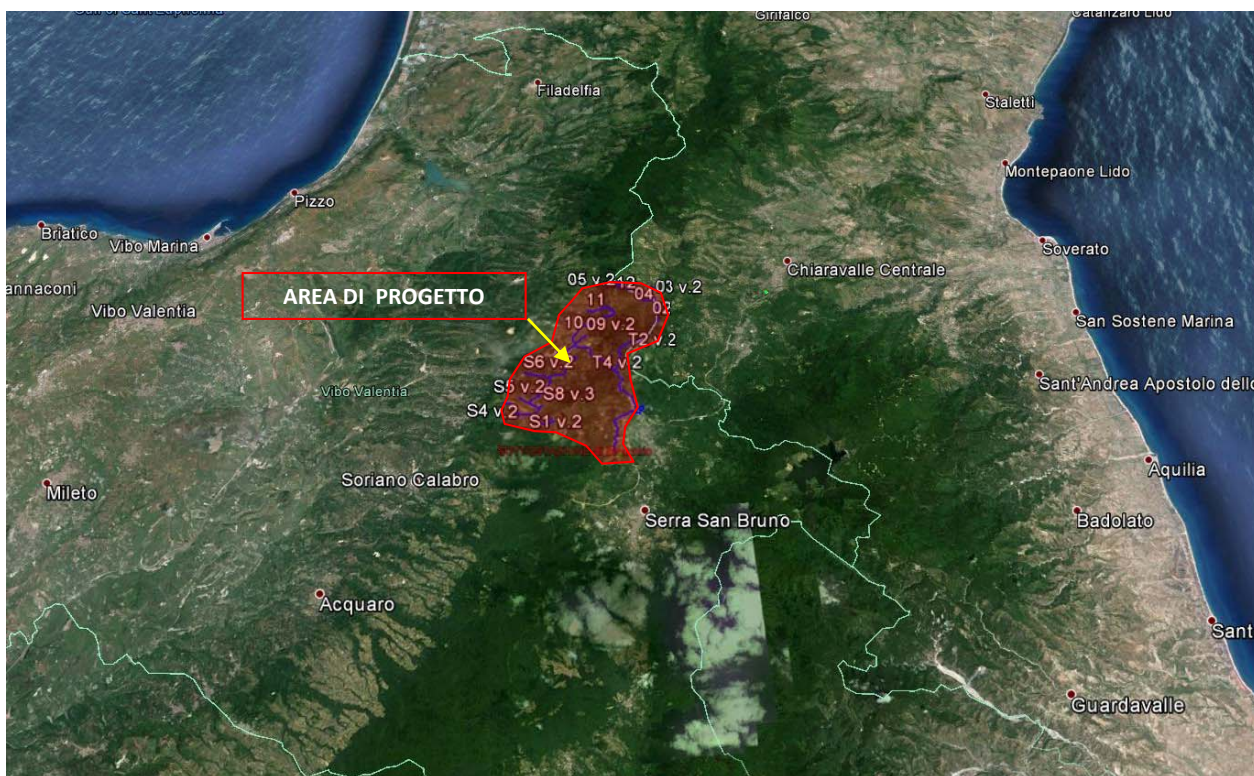 Girifalco
Catanzaro Lido
Filadelfia
Stalettì
Montepaone Lido
Pizzo
Briatico
Vibo Marina
Soverato
Chiaravalle Centrale
05 v.2
12
03 v.2
04
AREA DI PROGETTO
11
02
annaconi
Vibo Valentia
San Sostene Marina
10
09 v.2
T2 v.2
S6 v.2
T4 v.2
Vibo Valentia
S5 v.2
S8 v.3
Sant'Andrea Apostolo dello
S4 v.2
S1 v.2
Aquilia
Mileto
Soriano Calabro
Serra San Bruno
Badolato
Acquaro
Sant
Guardavalle